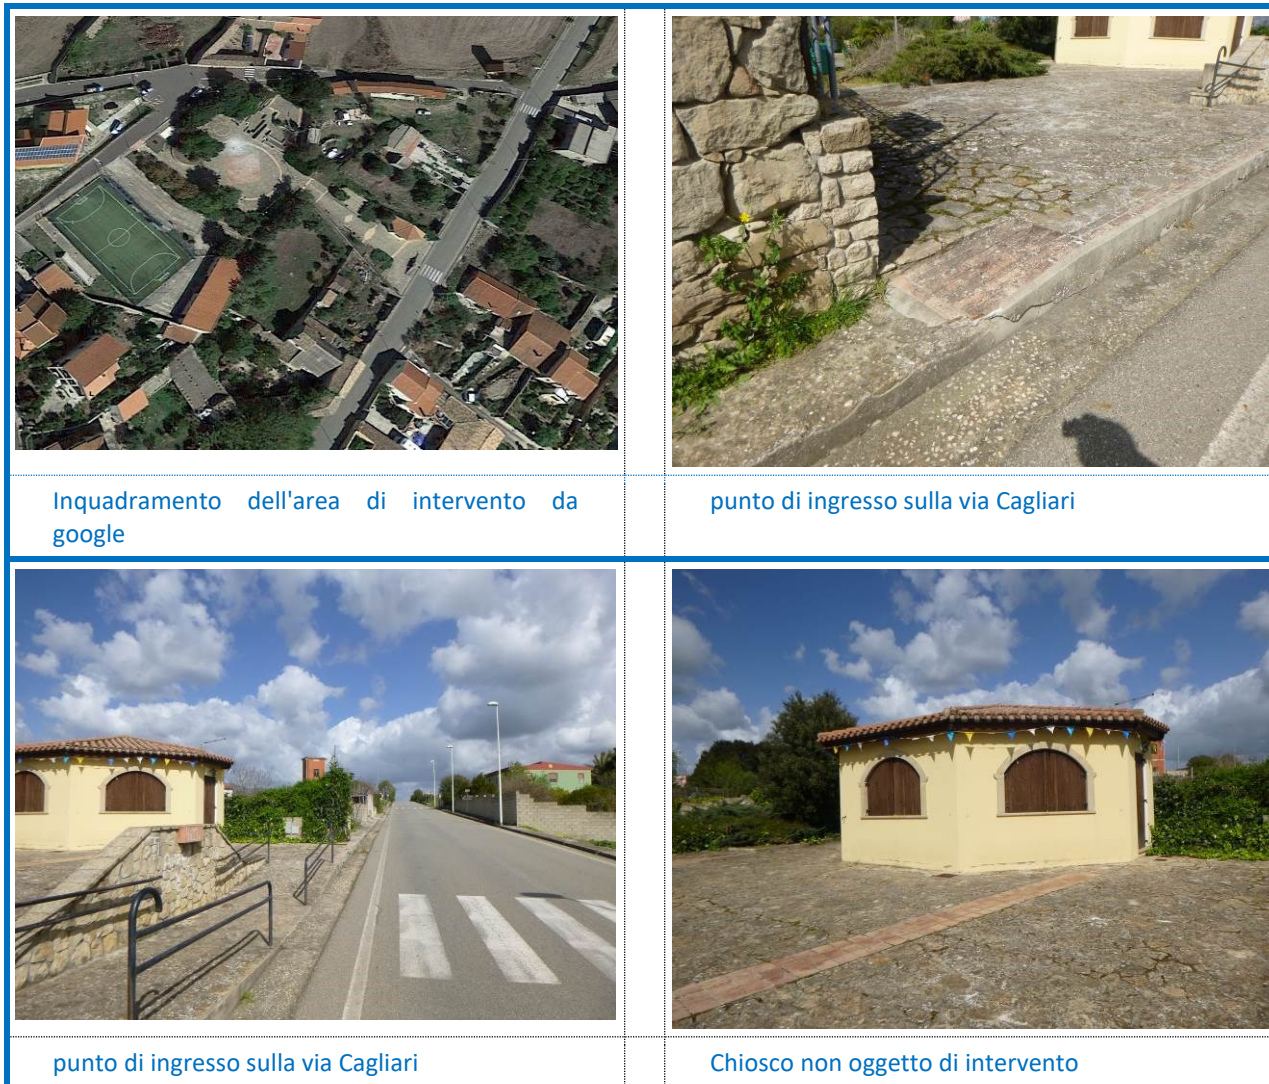 Inquadramento dell'area di intervento da
google
punto di ingresso sulla via Cagliari
punto di ingresso sulla via Cagliari
Chiosco non oggetto di intervento